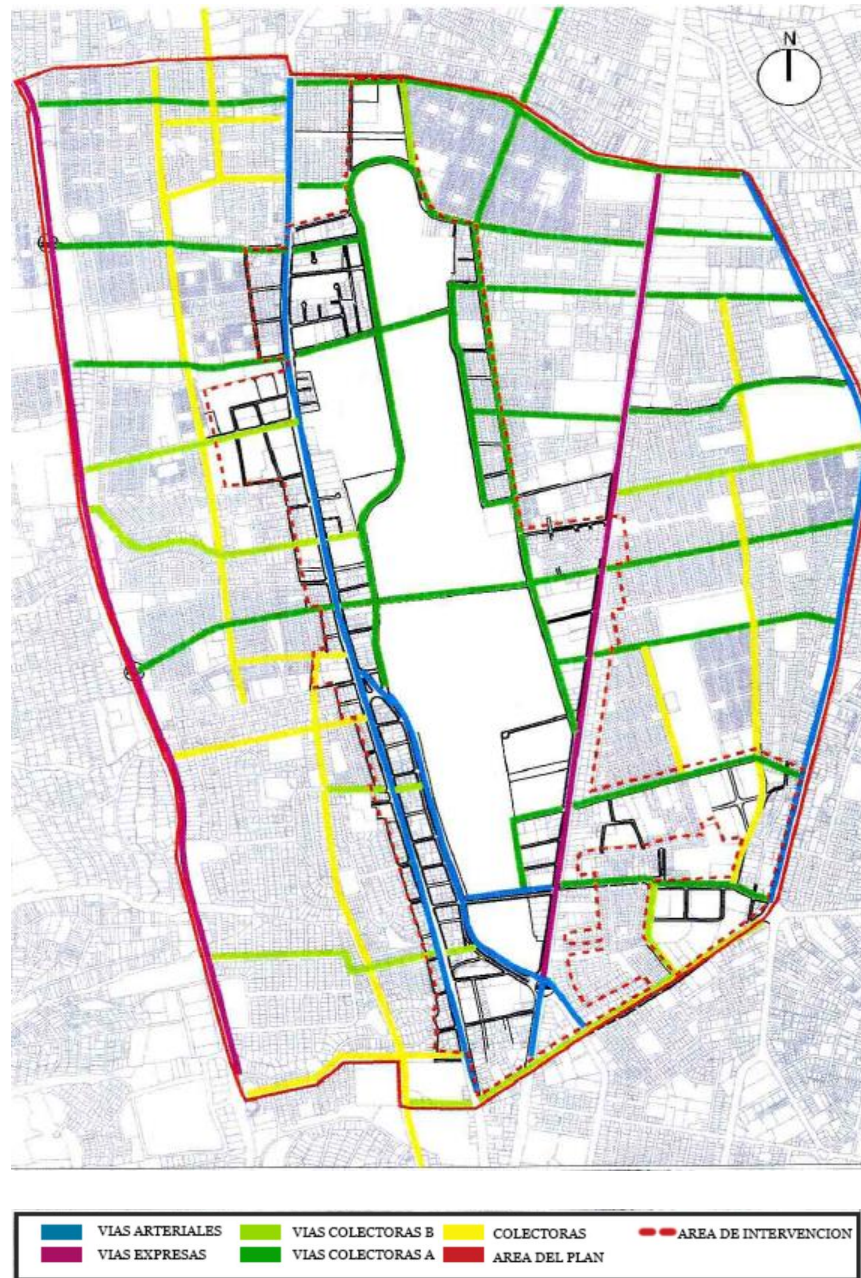 N
VIAS ARTERIALES VIAS COLECTORAS B COLECTORAS AREA DE INTERVENCION
VIAS EXPRESAS VIAS COLECTORAS A AREA DEL PLAN